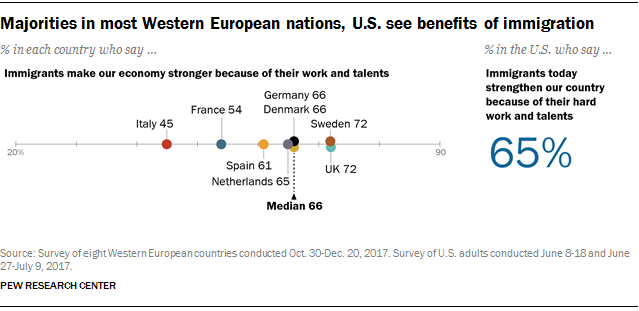 Majorities in most Western European nations, U.S. see benefits of immigration
% in each country who say ...
% in the U.S. who say ...
Immigrants make our economy stronger because of their work and talents
Immigrants today
strengthen our country
because of their hard
work and talents
65%
Germany 66
France 54
Denmark 66
Italy 45
Sweden 72
20%
90
Spain 61
UK 72
Netherlands 65
Median 66
Source: Survey of eight Western European countries conducted Oct. 30-Dec. 20, 2017. Survey of U.S. adults conducted June 8-18 and June
27-July 9, 2017.
PEW RESEARCH CENTER